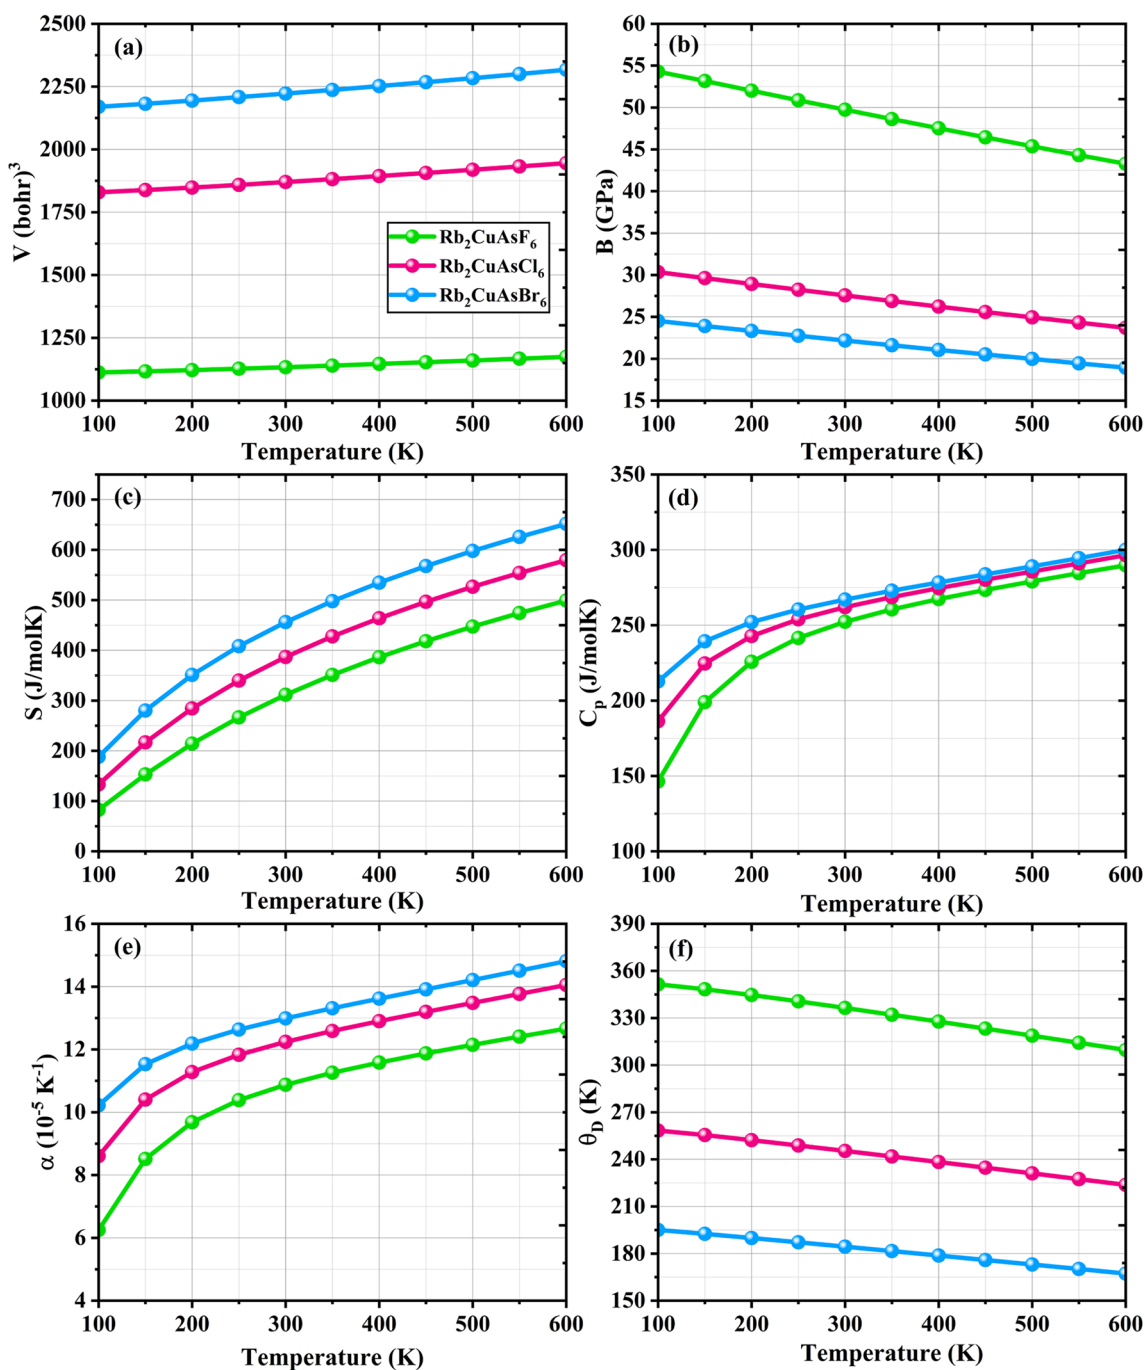 (a)
V (bohr)³
2500
2250
2000
1750
1500
1250
1000
Rb₂CuAsF₆
Rb₂CuAsCl₆
Rb₂CuAsBr₆
100 200 300 400 500 600
Temperature (K)
(b)
B (GPa)
60
55
50
45
40
35
30
25
20
15
100 200 300 400 500 600
Temperature (K)
(c)
S (J/molK)
700
600
500
400
300
200
100
0
100 200 300 400 500 600
Temperature (K)
(d)
Cₚ (J/molK)
350
300
250
200
150
100
100 200 300 400 500 600
Temperature (K)
(e)
α (10⁻⁵ K⁻¹)
16
14
12
10
8
6
4
100 200 300 400 500 600
Temperature (K)
(f)
θ_D (K)
390
360
330
300
270
240
210
180
150
100 200 300 400 500 600
Temperature (K)